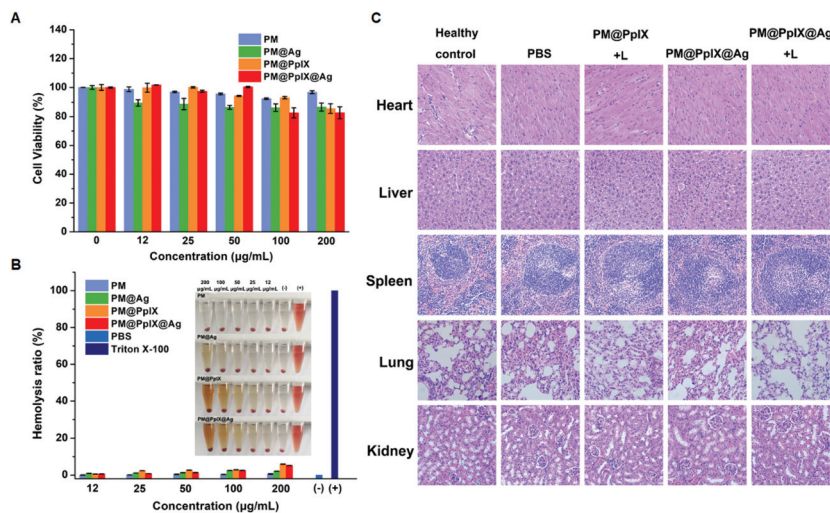 A
PM
PM@Ag
PM@PpIX
PM@PpIX@Ag
Cell Viability (%)
140
120
100
80
60
40
20
0
0 12 25 50 100 200
Concentration (μg/mL)
B
PM
PM@Ag
PM@PpIX
PM@PpIX@Ag
PBS
Triton X-100
Hemolysis ratio (%)
100
80
60
40
20
0
200 100 50 25 12 (-) (+)
μg/mL μg/mL μg/mL μg/mL μg/mL
PM
PM@Ag
PM@PpIX
PM@PpIX@Ag
12 25 50 100 200 (-) (+)
Concentration (μg/mL)
C
Healthy control
PBS
PM@PpIX +L
PM@PpIX@Ag
PM@PpIX@Ag +L
Heart
Liver
Spleen
Lung
Kidney